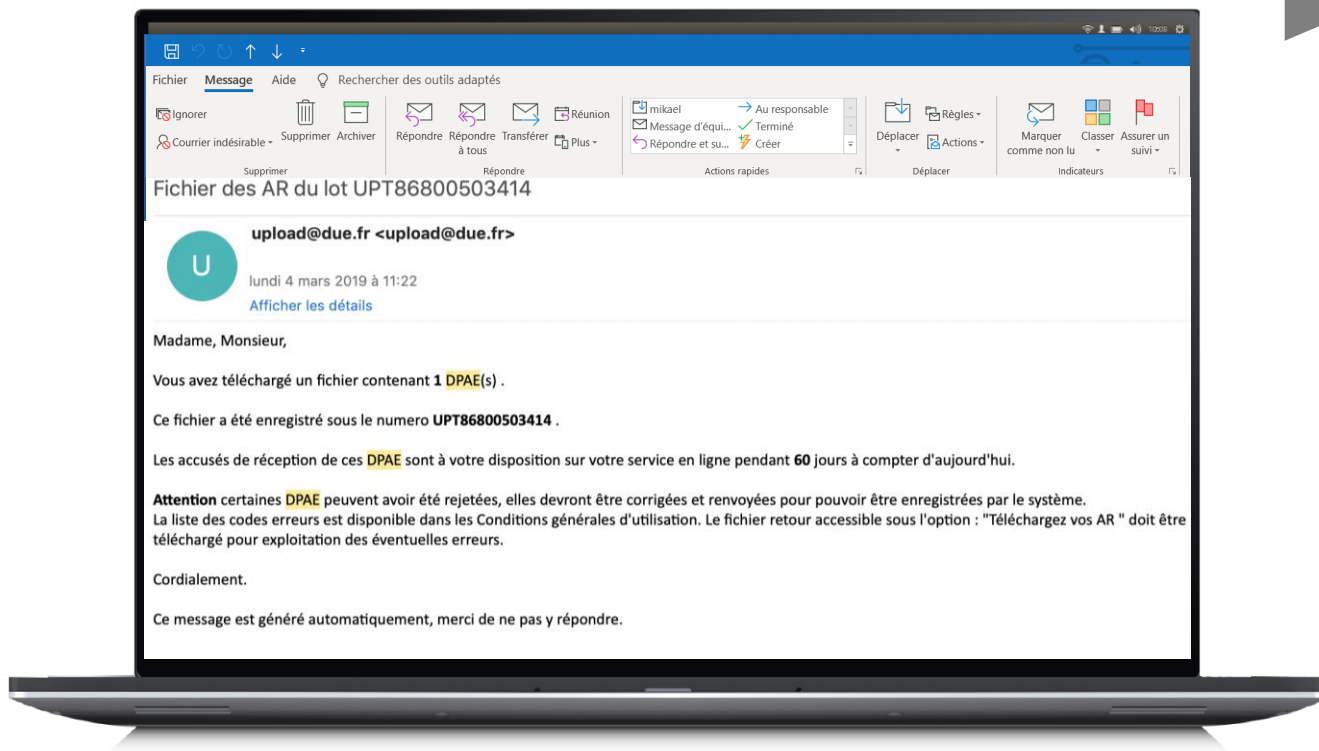 10:05
Fichier Message Aide Rechercher des outils adaptés
Ignorer
Courrier indésirable
Supprimer
Archiver
Supprimer
Répondre
Répondre à tous
Transférer
Réunion
Plus
Répondre
mikael
Message d'équi...
Répondre et su...
Au responsable
Terminé
Créer
Actions rapides
Déplacer
Règles
Actions
Déplacer
Marquer comme non lu
Classer
Assurer un suivi
Indicateurs
Fichier des AR du lot UPT86800503414
U
upload@due.fr <upload@due.fr>
lundi 4 mars 2019 à 11:22
Afficher les détails
Madame, Monsieur,
Vous avez téléchargé un fichier contenant 1 DPAE(s) .
Ce fichier a été enregistré sous le numero UPT86800503414 .
Les accusés de réception de ces DPAE sont à votre disposition sur votre service en ligne pendant 60 jours à compter d'aujourd'hui.
Attention certaines DPAE peuvent avoir été rejetées, elles devront être corrigées et renvoyées pour pouvoir être enregistrées par le système.
La liste des codes erreurs est disponible dans les Conditions générales d'utilisation. Le fichier retour accessible sous l'option : "Téléchargez vos AR " doit être
téléchargé pour exploitation des éventuelles erreurs.
Cordialement.
Ce message est généré automatiquement, merci de ne pas y répondre.